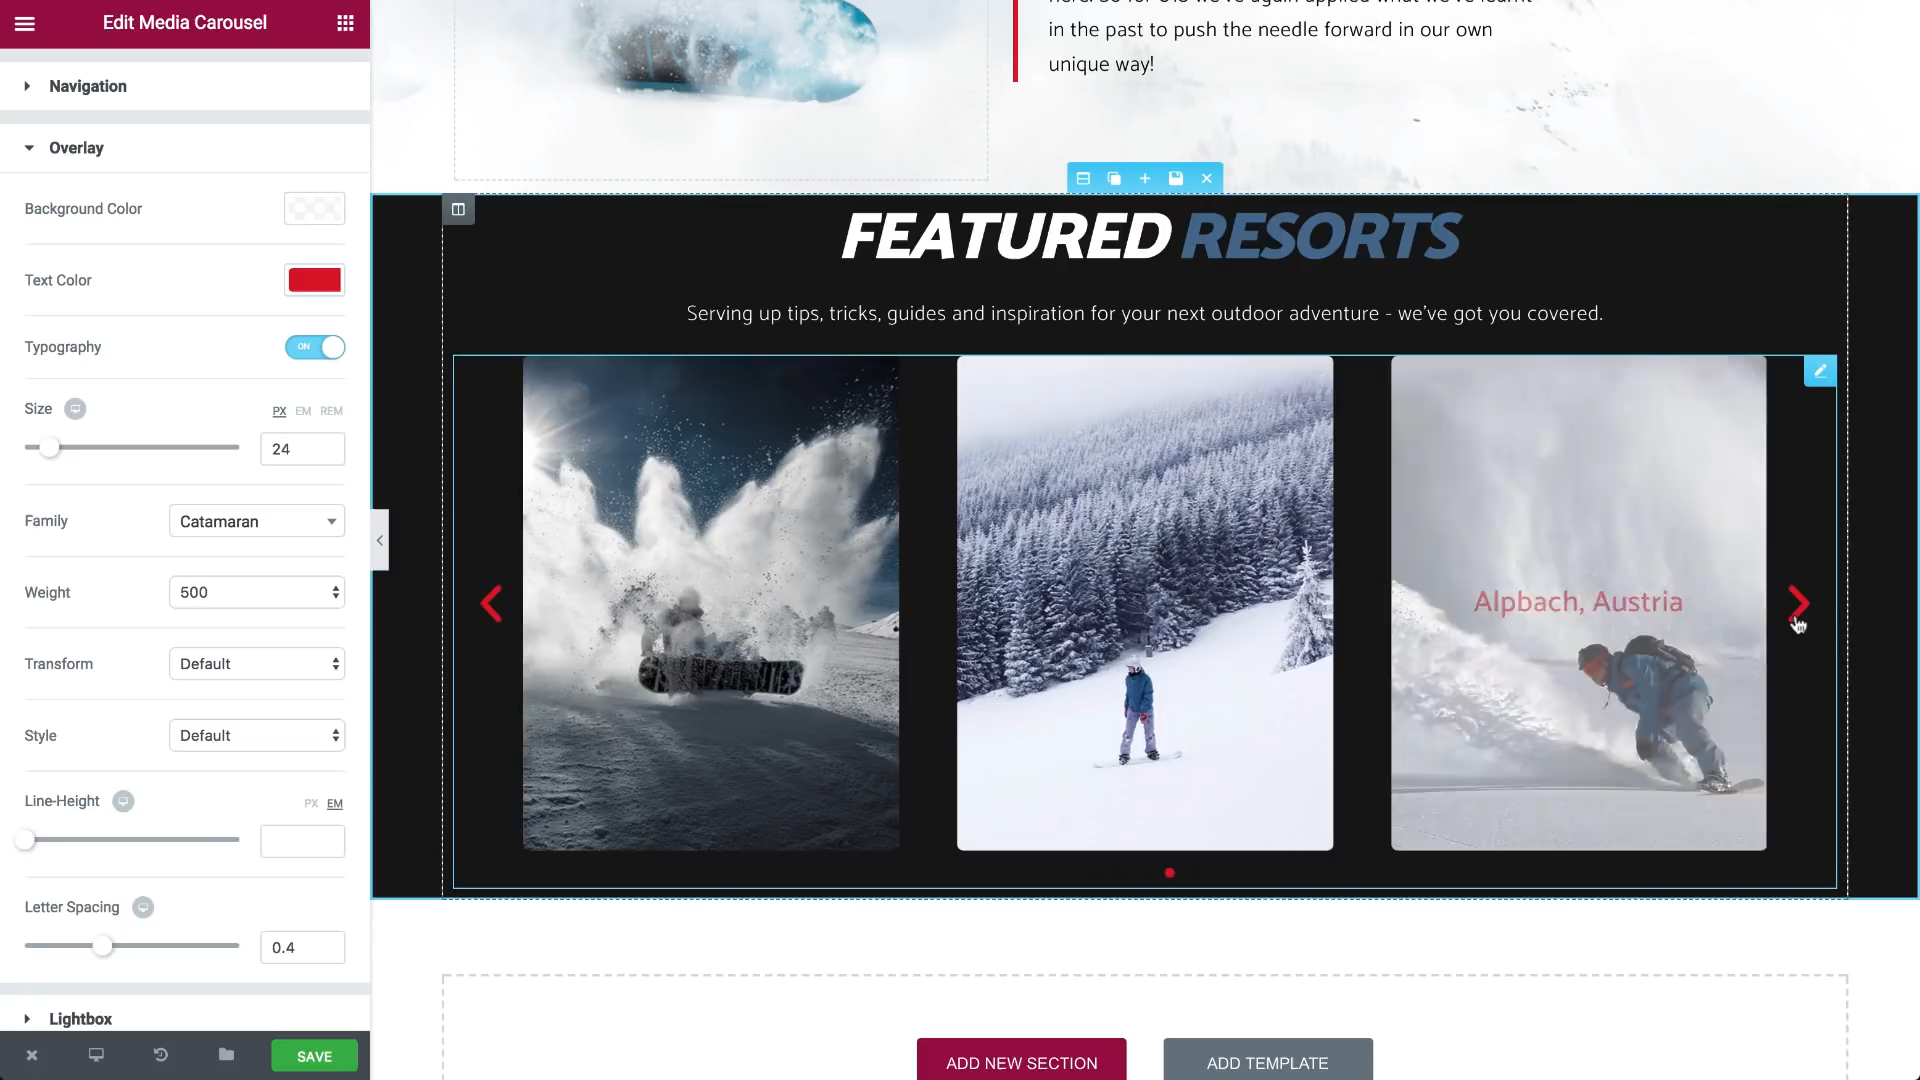 Edit Media Carousel
Navigation
Overlay
Background Color
Text Color
Typography
ON
Size
PX EM REM
24
Family
Catamaran
Weight
500
Transform
Default
Style
Default
Line-Height
PX EM
Letter Spacing
0.4
Lightbox
SAVE
in the past to push the needle forward in our own
unique way!
FEATURED RESORTS
Serving up tips, tricks, guides and inspiration for your next outdoor adventure - we've got you covered.
Alpbach, Austria
ADD NEW SECTION
ADD TEMPLATE